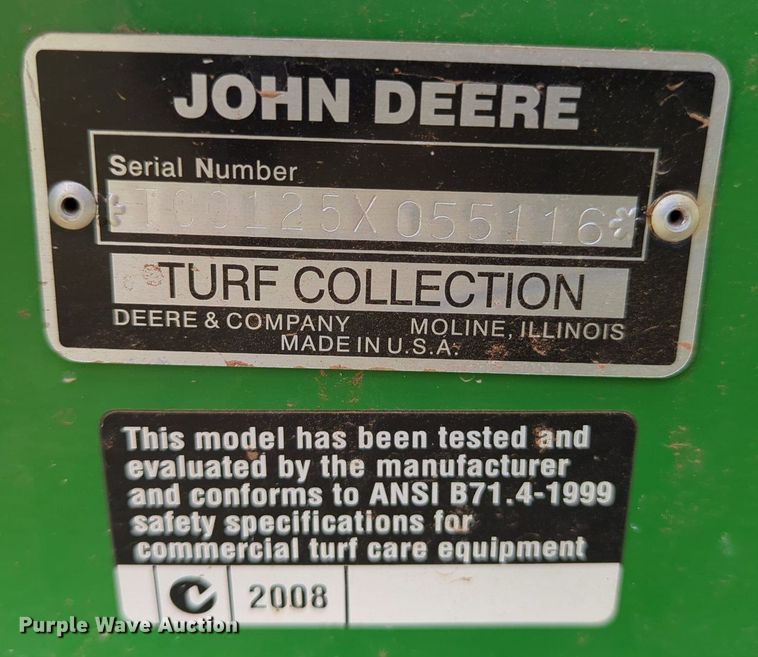 JOHN DEERE
Serial Number
*TC0125X055116*
TURF COLLECTION
DEERE & COMPANY MOLINE, ILLINOIS
MADE IN U.S.A.
This model has been tested and
evaluated by the manufacturer
and conforms to ANSI B71.4-1999
safety specifications for
commercial turf care equipment
2008
Purple Wave Auction